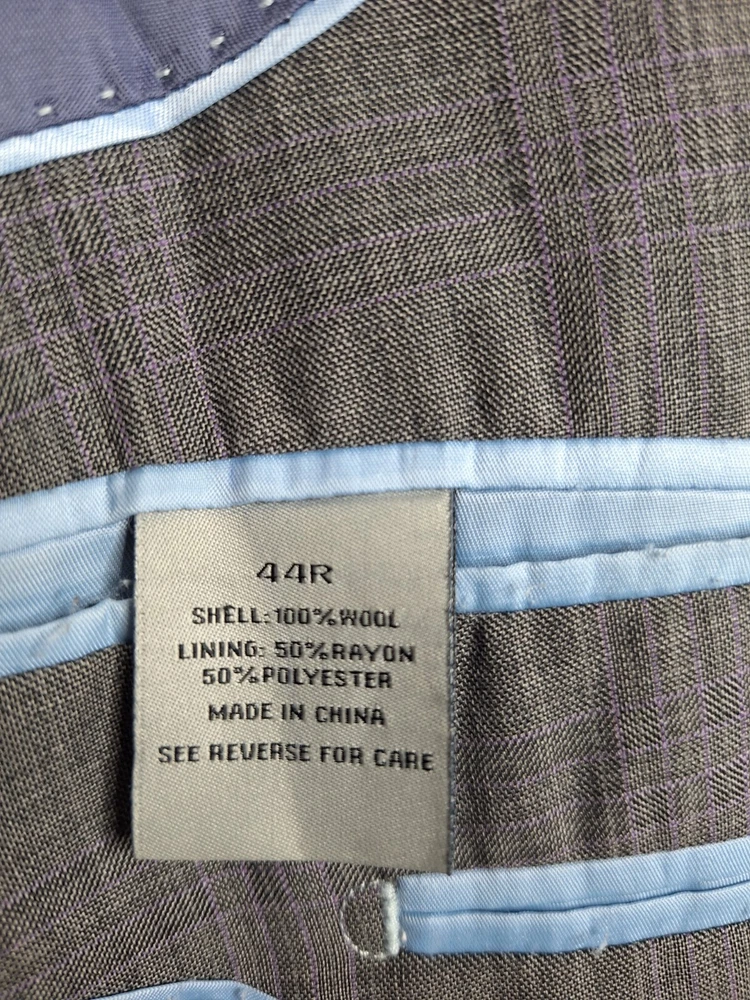 44R
SHELL:100%WOOL
LINING: 50%RAYON
50%POLYESTER
MADE IN CHINA
SEE REVERSE FOR CARE